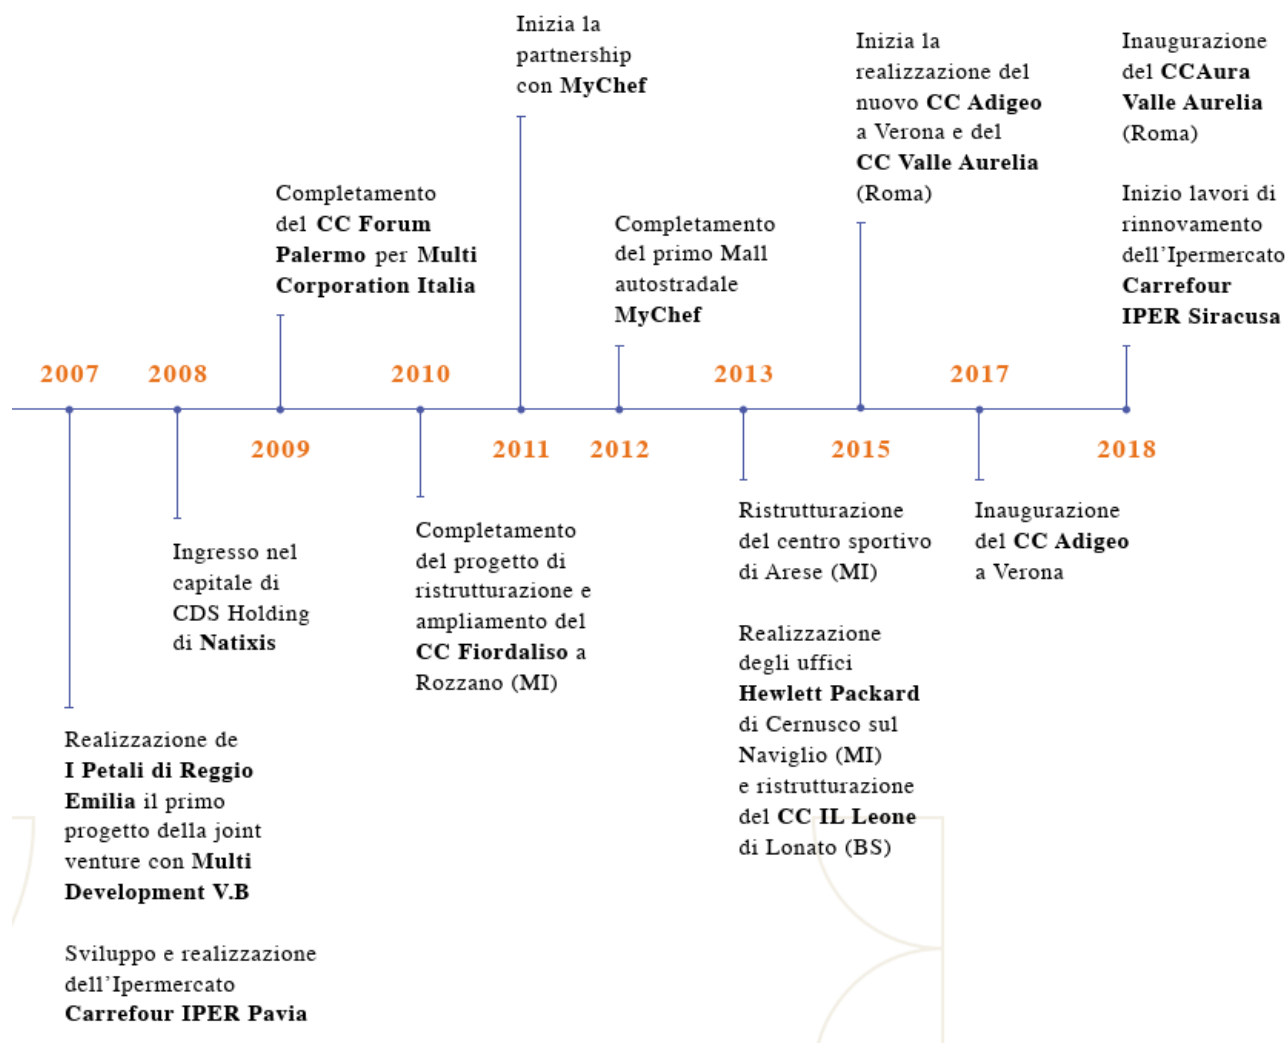 2007
Realizzazione de
I Petali di Reggio
Emilia il primo
progetto della joint
venture con Multi
Development V.B
Sviluppo e realizzazione
dell’Ipermercato
Carrefour IPER Pavia
2008
Ingresso nel
capitale di
CDS Holding
di Natixis
Completamento
del CC Forum
Palermo per Multi
Corporation Italia
2009
2010
Completamento
del progetto di
ristrutturazione e
ampliamento del
CC Fiordaliso a
Rozzano (MI)
Inizia la
partnership
con MyChef
2011
Completamento
del primo Mall
autostradale
MyChef
2012
2013
Ristrutturazione
del centro sportivo
di Arese (MI)
Realizzazione
degli uffici
Hewlett Packard
di Cernusco sul
Naviglio (MI)
e ristrutturazione
del CC IL Leone
di Lonato (BS)
Inizia la
realizzazione del
nuovo CC Adigeo
a Verona e del
CC Valle Aurelia
(Roma)
2015
2017
Inaugurazione
del CC Adigeo
a Verona
Inaugurazione
del CCAura
Valle Aurelia
(Roma)
Inizio lavori di
rinnovamento
dell’Ipermercato
Carrefour
IPER Siracusa
2018